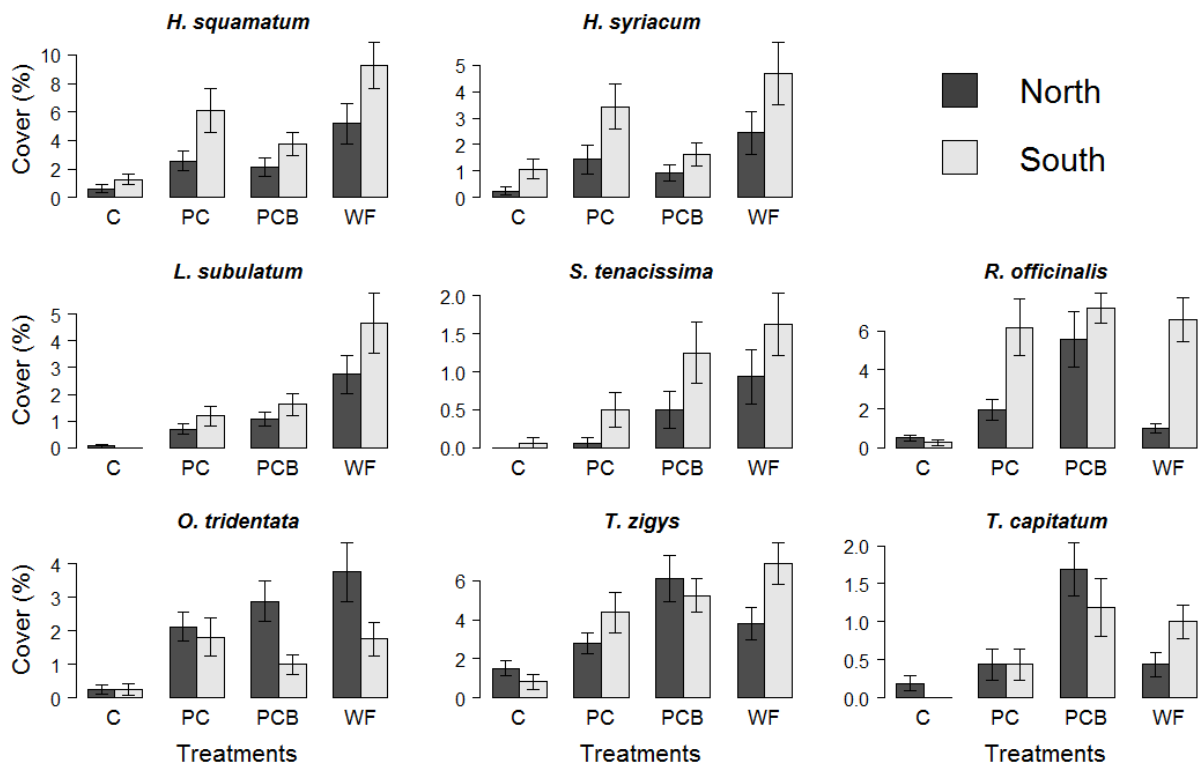 H. squamatum
H. syriacum
Cover (%)
10
8
6
4
2
0
C PC PCB WF
5
4
3
2
1
0
C PC PCB WF
North
South
L. subulatum
S. tenacissima
R. officinalis
Cover (%)
5
4
3
2
1
0
C PC PCB WF
2.0
1.5
1.0
0.5
0.0
C PC PCB WF
6
4
2
0
C PC PCB WF
O. tridentata
T. zigys
T. capitatum
Cover (%)
4
3
2
1
0
C PC PCB WF
Treatments
6
4
2
0
C PC PCB WF
Treatments
2.0
1.5
1.0
0.5
0.0
C PC PCB WF
Treatments